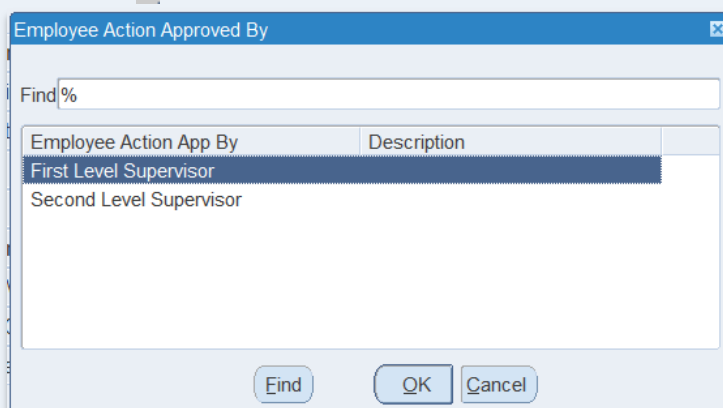 Employee Action Approved By
Find %
Employee Action App By Description
First Level Supervisor
Second Level Supervisor
Find OK Cancel